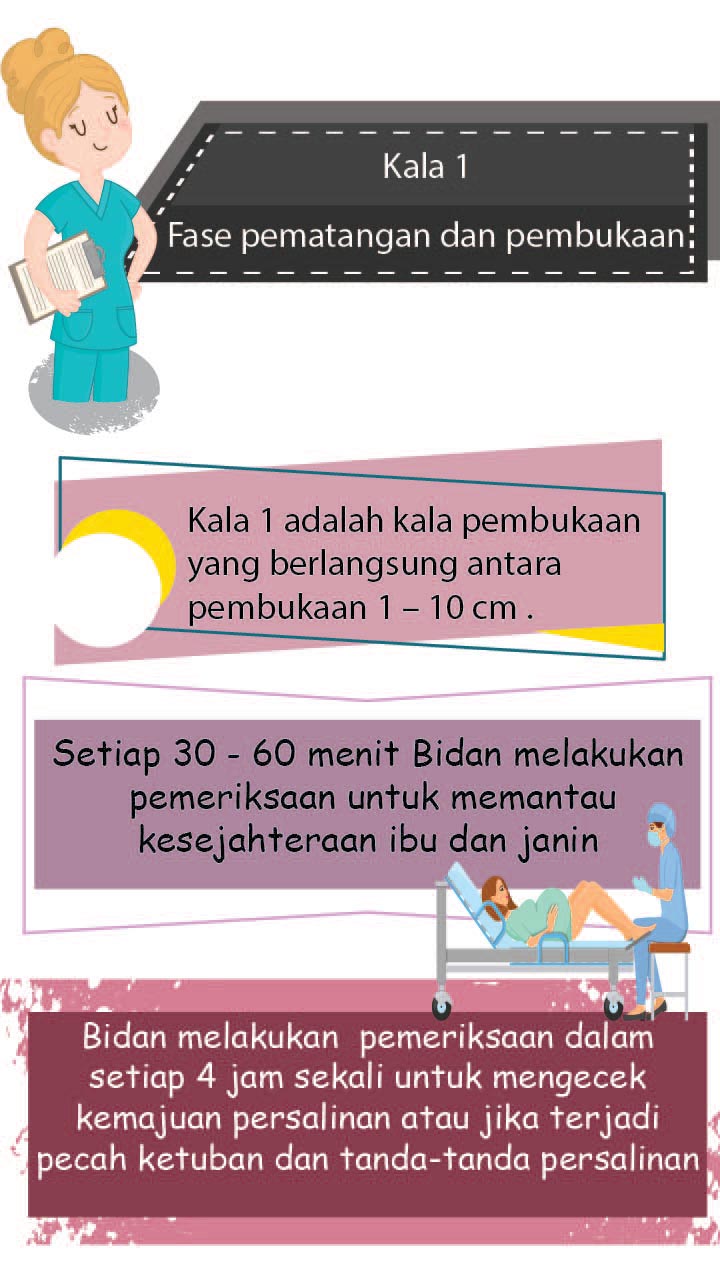 Kala 1
Fase pematangan dan pembukaan
Kala 1 adalah kala pembukaan
yang berlangsung antara
pembukaan 1 – 10 cm .
Setiap 30 - 60 menit Bidan melakukan
pemeriksaan untuk memantau
kesejahteraan ibu dan janin
Bidan melakukan pemeriksaan dalam
setiap 4 jam sekali untuk mengecek
kemajuan persalinan atau jika terjadi
pecah ketuban dan tanda-tanda persalinan